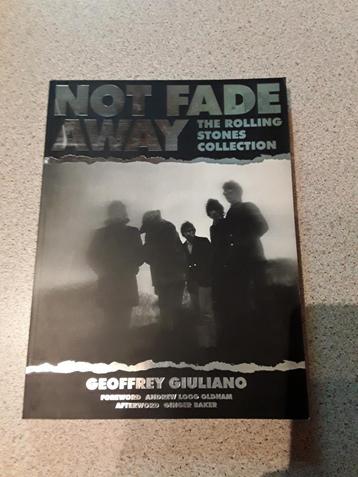 NOT FADE
AWAY
THE ROLLING
STONES
COLLECTION
GEOFFREY GIULIANO
FOREWORD ANDREW LOOG OLDHAM
AFTERWORD GINGER BAKER